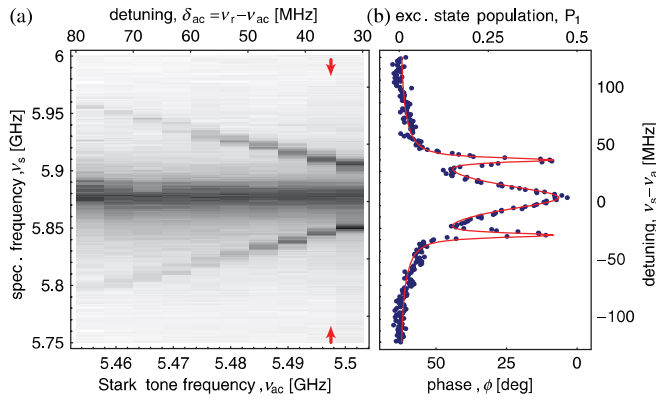 (a)
detuning, δac = νr − νac [MHz]
80 70 60 50 40 30
spec. frequency, νs [GHz]
6
5.95
5.9
5.85
5.8
5.75
5.46 5.47 5.48 5.49 5.5
Stark tone frequency, νac [GHz]
(b)
exc. state population, P1
0 0.25 0.5
100
50
0
−50
−100
detuning, νs − νa [MHz]
50 25 0
phase, ϕ [deg]